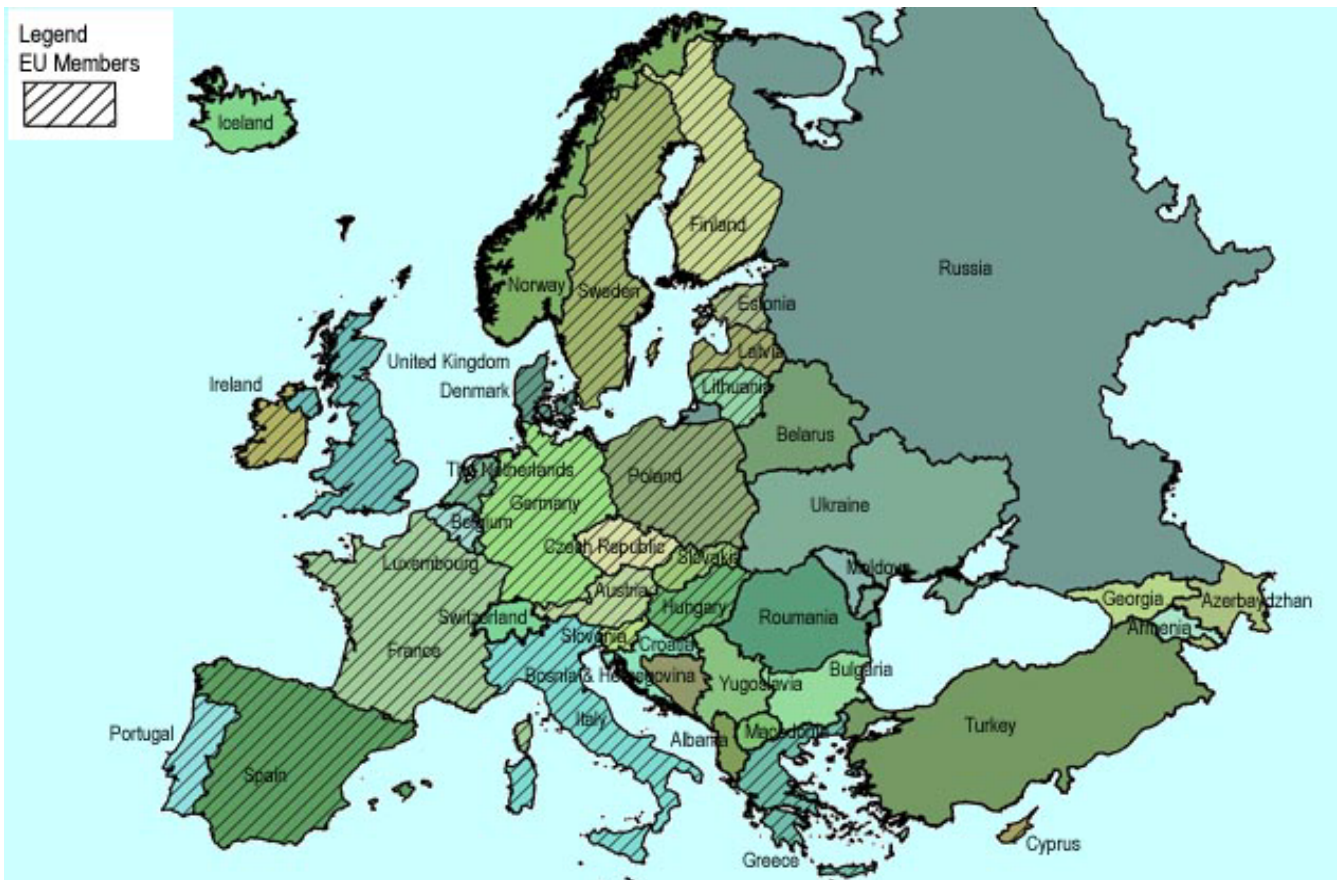 Legend
EU Members
Iceland
Finland
Russia
Norway
Sweden
Estonia
Latvia
United Kingdom
Ireland
Denmark
Lithuania
Belarus
The Netherlands
Poland
Germany
Ukraine
Belgium
Czech Republic
Slovakia
Luxembourg
Moldova
Austria
Hungary
Georgia
Azerbaydzhan
Switzerland
Roumania
Armenia
Slovenia
Croatia
France
Bulgaria
Bosnia & Herzegovina
Yugoslavia
Italy
Turkey
Portugal
Albania
Macedonia
Spain
Cyprus
Greece